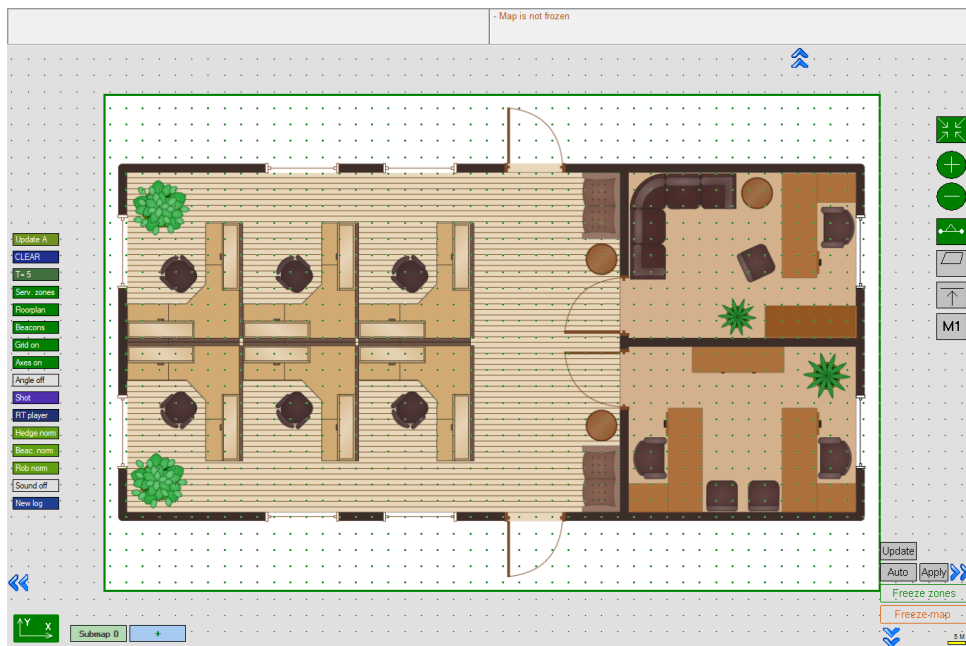 - Map is not frozen
Update A
CLEAR
T= 5
Serv. zones
Floorplan
Beacons
Grid on
Axes on
Angle off
Shot
RT player
Hedge norm
Beac. norm
Rob norm
Sound off
New log
M1
Update
Auto Apply
Freeze zones
Freeze map
Y X
Submap 0 +
5 M